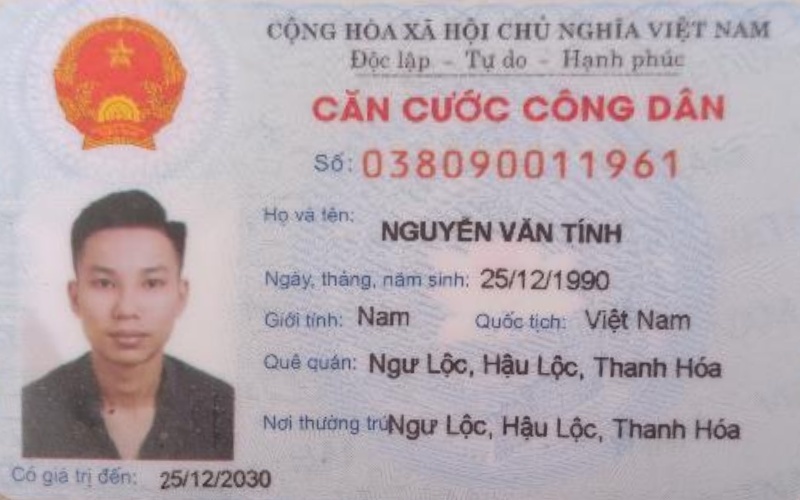 CỘNG HÒA XÃ HỘI CHỦ NGHĨA VIỆT NAM
Độc lập - Tự do - Hạnh phúc
CĂN CƯỚC CÔNG DÂN
Số: 038090011961
Họ và tên: NGUYỄN VĂN TÍNH
Ngày, tháng, năm sinh: 25/12/1990
Giới tính: Nam Quốc tịch: Việt Nam
Quê quán: Ngư Lộc, Hậu Lộc, Thanh Hóa
Nơi thường trú Ngư Lộc, Hậu Lộc, Thanh Hóa
Có giá trị đến: 25/12/2030